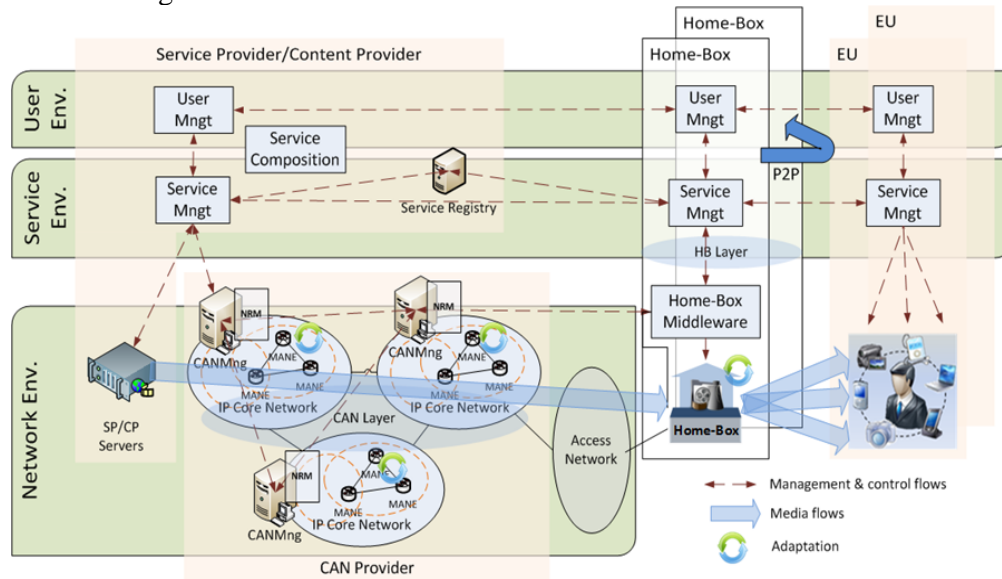 Home-Box
EU
Service Provider/Content Provider
Home-Box
EU
User
Env.
User
Mngt
Service
Composition
User
Mngt
User
Mngt
P2P
Service
Env.
Service
Mngt
Service Registry
Service
Mngt
Service
Mngt
HB Layer
Network Env.
NRM
CANMng
MANE
MANE
IP Core Network
NRM
CANMng
MANE
MANE
IP Core Network
Home-Box
Middleware
SP/CP
Servers
CAN Layer
Access
Network
Home-Box
NRM
CANMng
MANE
MANE
MANE
IP Core Network
CAN Provider
Management & control flows
Media flows
Adaptation